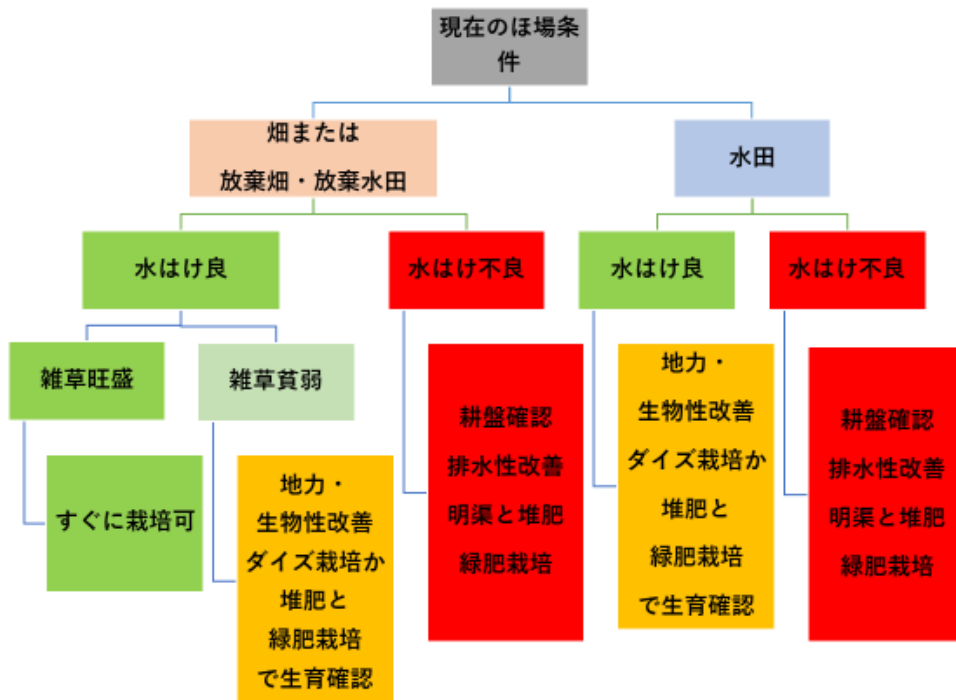 現在のほ場条
件
畑または
放棄畑・放棄水田
水田
水はけ良
水はけ不良
水はけ良
水はけ不良
雑草旺盛
雑草貧弱
すぐに栽培可
地力・
生物性改善
ダイズ栽培か
堆肥と
緑肥栽培
で生育確認
耕盤確認
排水性改善
明渠と堆肥
緑肥栽培
地力・
生物性改善
ダイズ栽培か
堆肥と
緑肥栽培
で生育確認
耕盤確認
排水性改善
明渠と堆肥
緑肥栽培